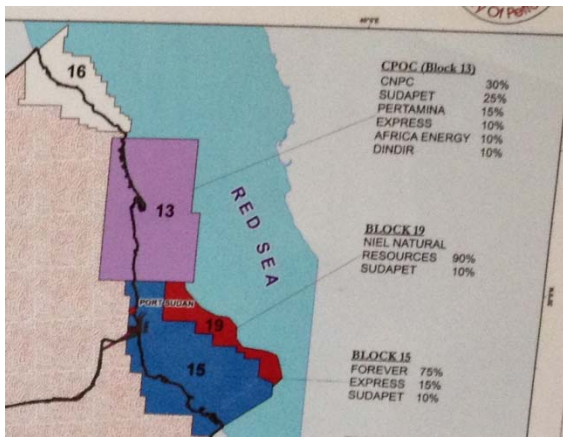 y Of Petro
CPOC (Block 13)
CNPC 30%
SUDAPET 25%
PERTAMINA 15%
EXPRESS 10%
AFRICA ENERGY 10%
DINDIR 10%
16
13
RED SEA
BLOCK 19
NIEL NATURAL
RESOURCES 90%
SUDAPET 10%
PORT SUDAN
19
15
BLOCK 15
FOREVER 75%
EXPRESS 15%
SUDAPET 10%